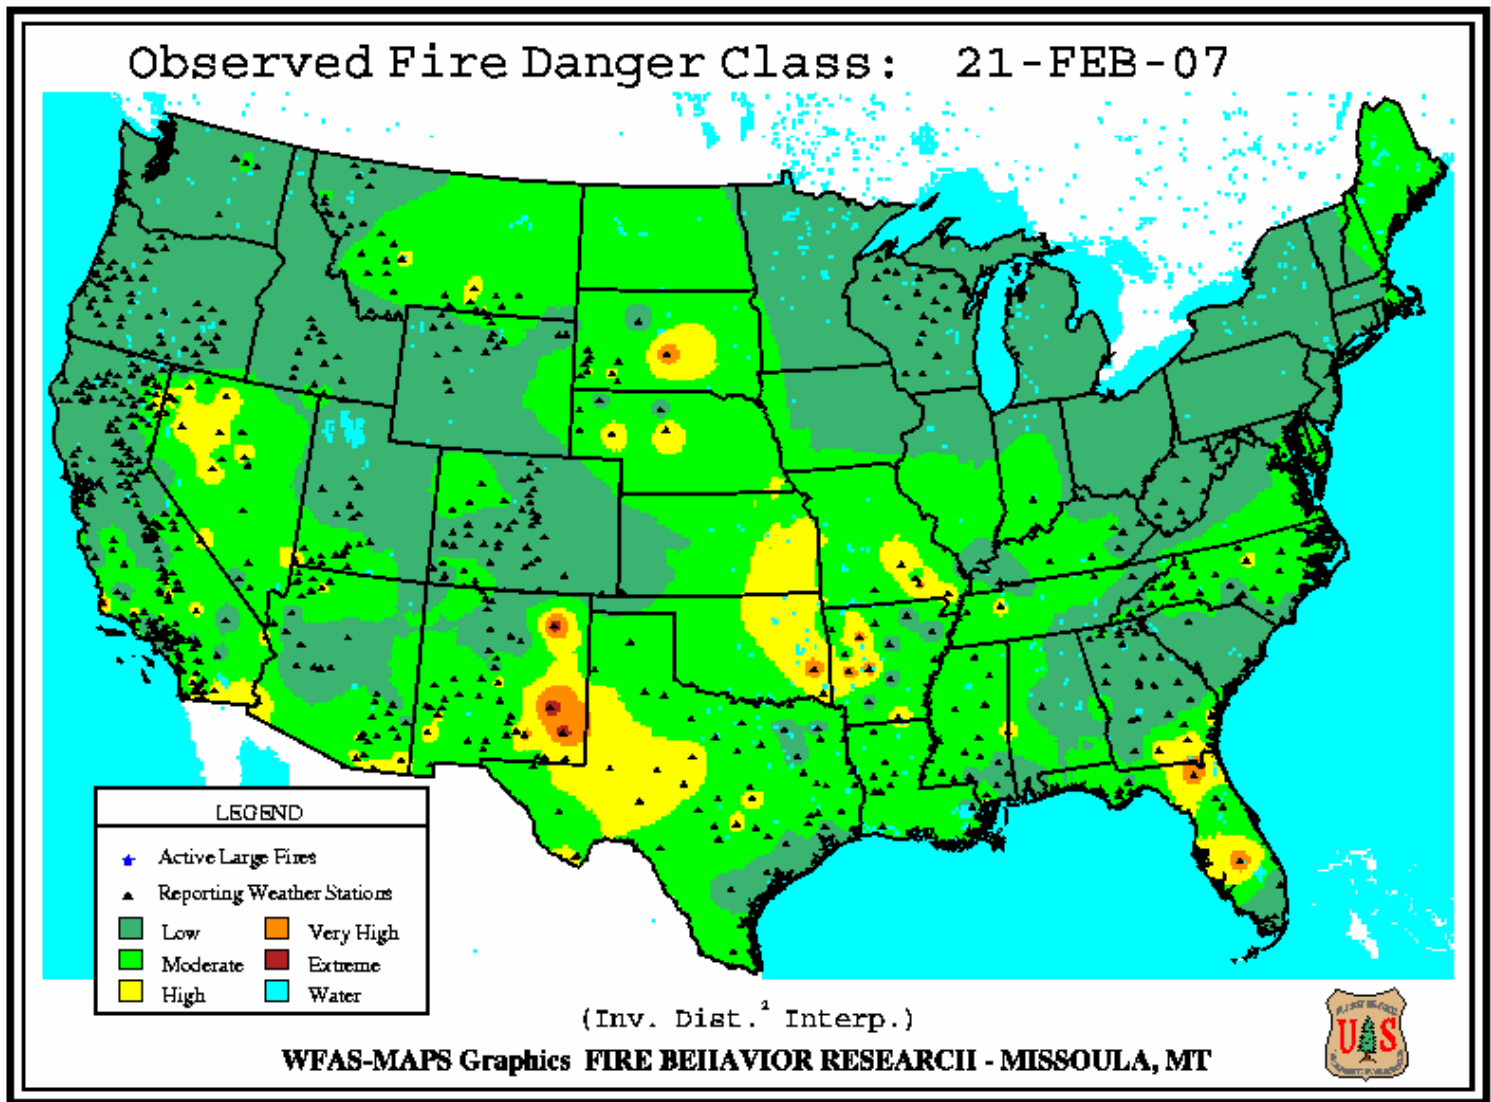 Observed Fire Danger Class: 21-FEB-07
LEGEND
Active Large Fires
Reporting Weather Stations
Low
Very High
Moderate
Extreme
High
Water
(Inv. Dist.² Interp.)
WFAS-MAPS Graphics FIRE BEHAVIOR RESEARCH - MISSOULA, MT
U S